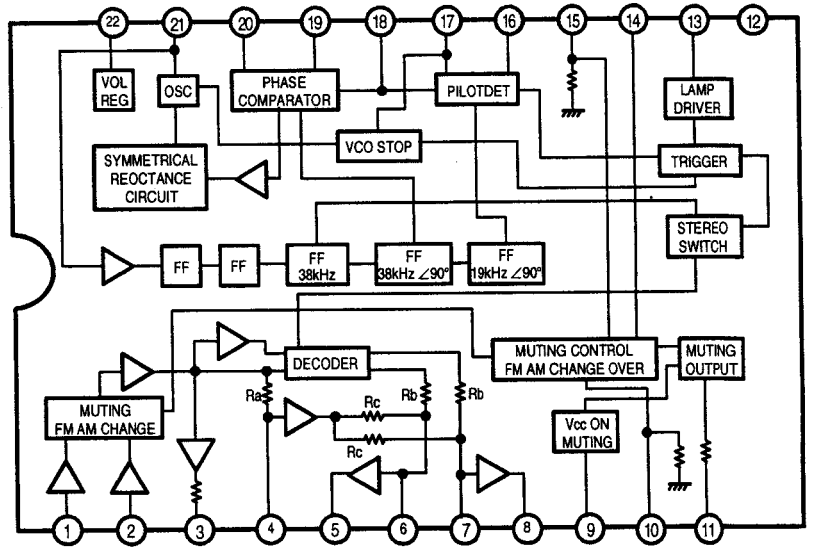 22 21 20 19 18 17 16 15 14 13 12
VOL
REG
OSC
PHASE
COMPARATOR
PILOTDET
LAMP
DRIVER
VCO STOP
TRIGGER
SYMMETRICAL
REOCTANCE
CIRCUIT
STEREO
SWITCH
FF
FF
FF
38kHz
FF
38kHz ∠90°
FF
19kHz ∠90°
DECODER
MUTING CONTROL
FM AM CHANGE OVER
MUTING
OUTPUT
Ra
Rb
Rb
Rc
Rc
MUTING
FM AM CHANGE
Vcc ON
MUTING
1 2 3 4 5 6 7 8 9 10 11